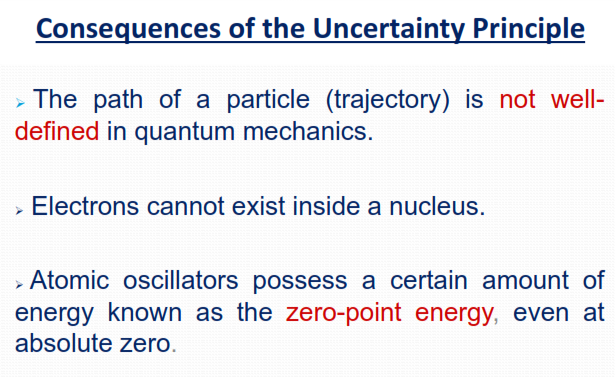 Consequences of the Uncertainty Principle
➢ The path of a particle (trajectory) is not well-
defined in quantum mechanics.
➢ Electrons cannot exist inside a nucleus.
➢ Atomic oscillators possess a certain amount of
energy known as the zero-point energy, even at
absolute zero.